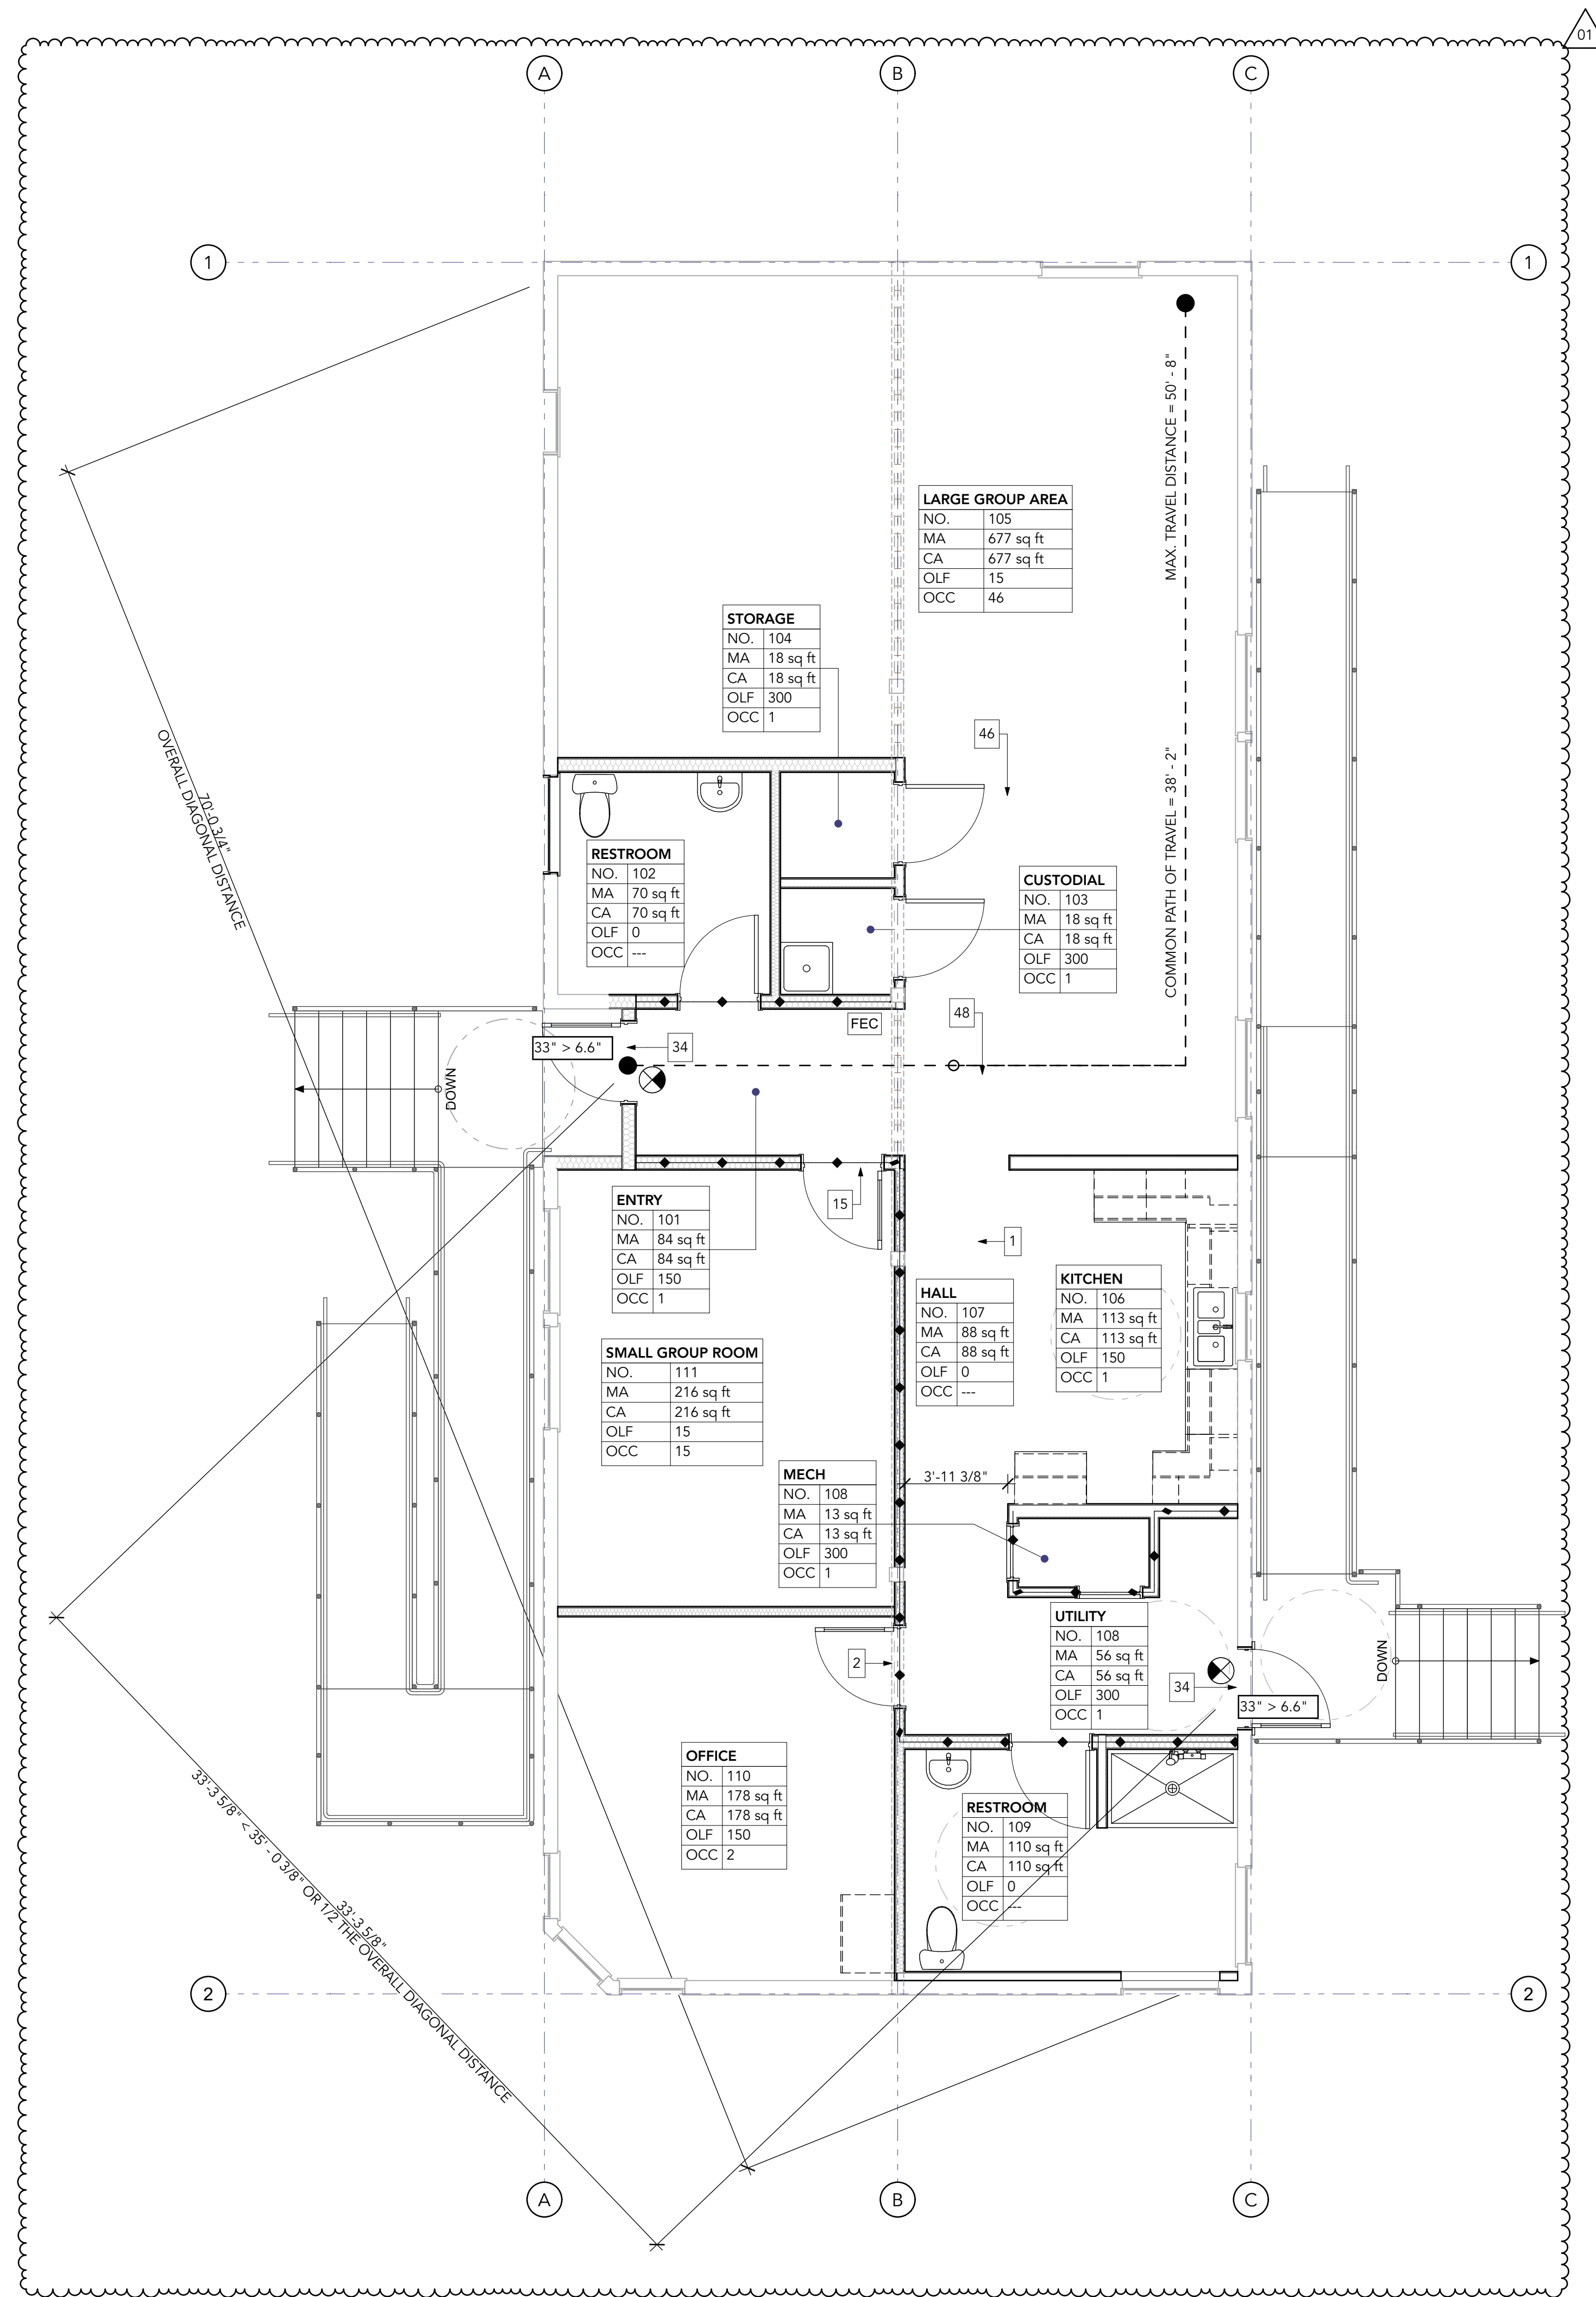 01
A
B
C
1
1
MAX. TRAVEL DISTANCE = 50' - 8"
LARGE GROUP AREA
NO. 105
MA 677 sq ft
CA 677 sq ft
OLF 15
OCC 46
STORAGE
NO. 104
MA 18 sq ft
CA 18 sq ft
OLF 300
OCC 1
46
70'-0 3/4"
OVERALL DIAGONAL DISTANCE
COMMON PATH OF TRAVEL = 38' - 2"
RESTROOM
NO. 102
MA 70 sq ft
CA 70 sq ft
OLF 0
OCC ---
CUSTODIAL
NO. 103
MA 18 sq ft
CA 18 sq ft
OLF 300
OCC 1
FEC
48
33" > 6.6"
34
DOWN
ENTRY
NO. 101
MA 84 sq ft
CA 84 sq ft
OLF 150
OCC 1
15
1
HALL
NO. 107
MA 88 sq ft
CA 88 sq ft
OLF 0
OCC ---
KITCHEN
NO. 106
MA 113 sq ft
CA 113 sq ft
OLF 150
OCC 1
SMALL GROUP ROOM
NO. 111
MA 216 sq ft
CA 216 sq ft
OLF 15
OCC 15
MECH
NO. 108
MA 13 sq ft
CA 13 sq ft
OLF 300
OCC 1
3'-11 3/8"
UTILITY
NO. 108
MA 56 sq ft
CA 56 sq ft
OLF 300
OCC 1
2
34
33" > 6.6"
DOWN
OFFICE
NO. 110
MA 178 sq ft
CA 178 sq ft
OLF 150
OCC 2
RESTROOM
NO. 109
MA 110 sq ft
CA 110 sq ft
OLF 0
OCC ---
33'-3 5/8"
33'-3 5/8" < 35' - 0 3/8" OR 1/2 THE OVERALL DIAGONAL DISTANCE
2
2
A
B
C